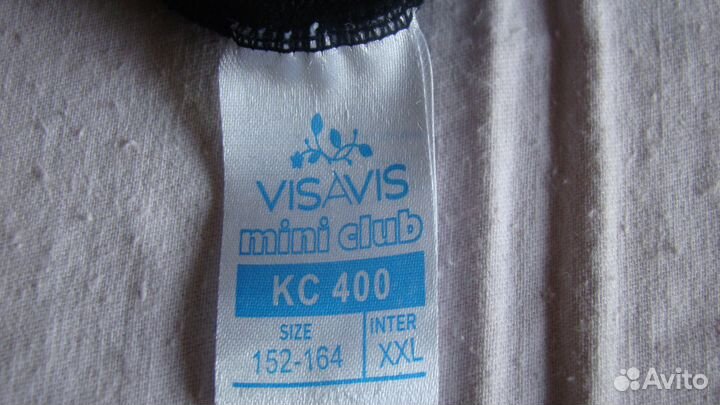 VISAVIS
mini club
KC 400
SIZE INTER
152-164 XXL
Avito